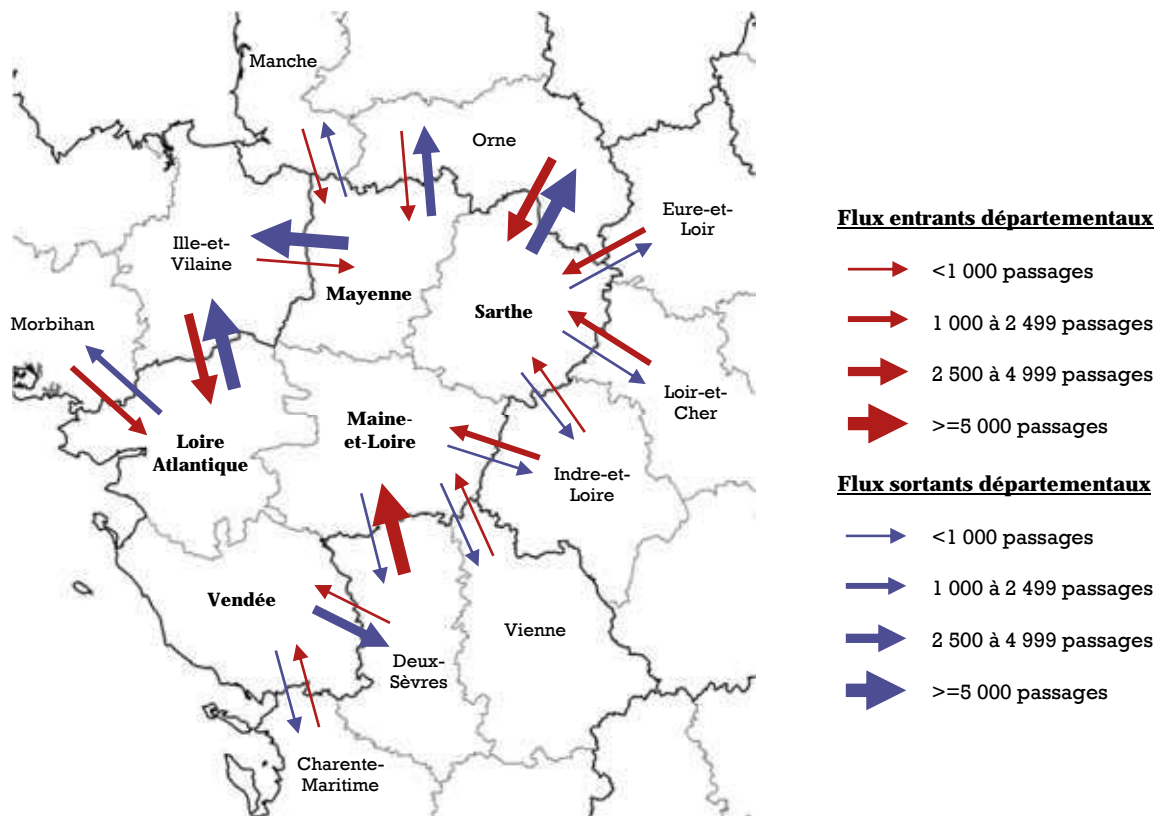 Manche
Orne
Eure-et-
Loir
Ille-et-
Vilaine
Mayenne
Sarthe
Morbihan
Loir-et-
Cher
Maine-
et-Loire
Loire
Atlantique
Indre-et-
Loire
Vendée
Vienne
Deux-
Sèvres
Charente-
Maritime
Flux entrants départementaux
<1 000 passages
1 000 à 2 499 passages
2 500 à 4 999 passages
>=5 000 passages
Flux sortants départementaux
<1 000 passages
1 000 à 2 499 passages
2 500 à 4 999 passages
>=5 000 passages